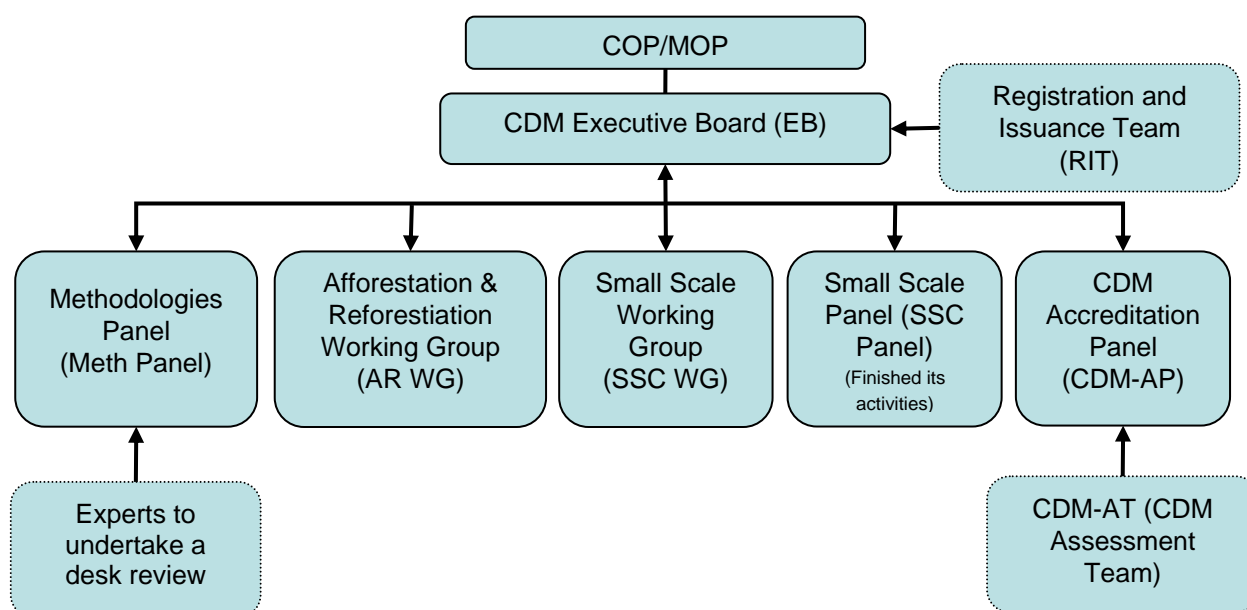 COP/MOP
CDM Executive Board (EB)
Registration and
Issuance Team
(RIT)
Methodologies
Panel
(Meth Panel)
Afforestation &
Reforestiation
Working Group
(AR WG)
Small Scale
Working
Group
(SSC WG)
Small Scale
Panel (SSC
Panel)
(Finished its
activities)
CDM
Accreditation
Panel
(CDM-AP)
Experts to
undertake a
desk review
CDM-AT (CDM
Assessment
Team)